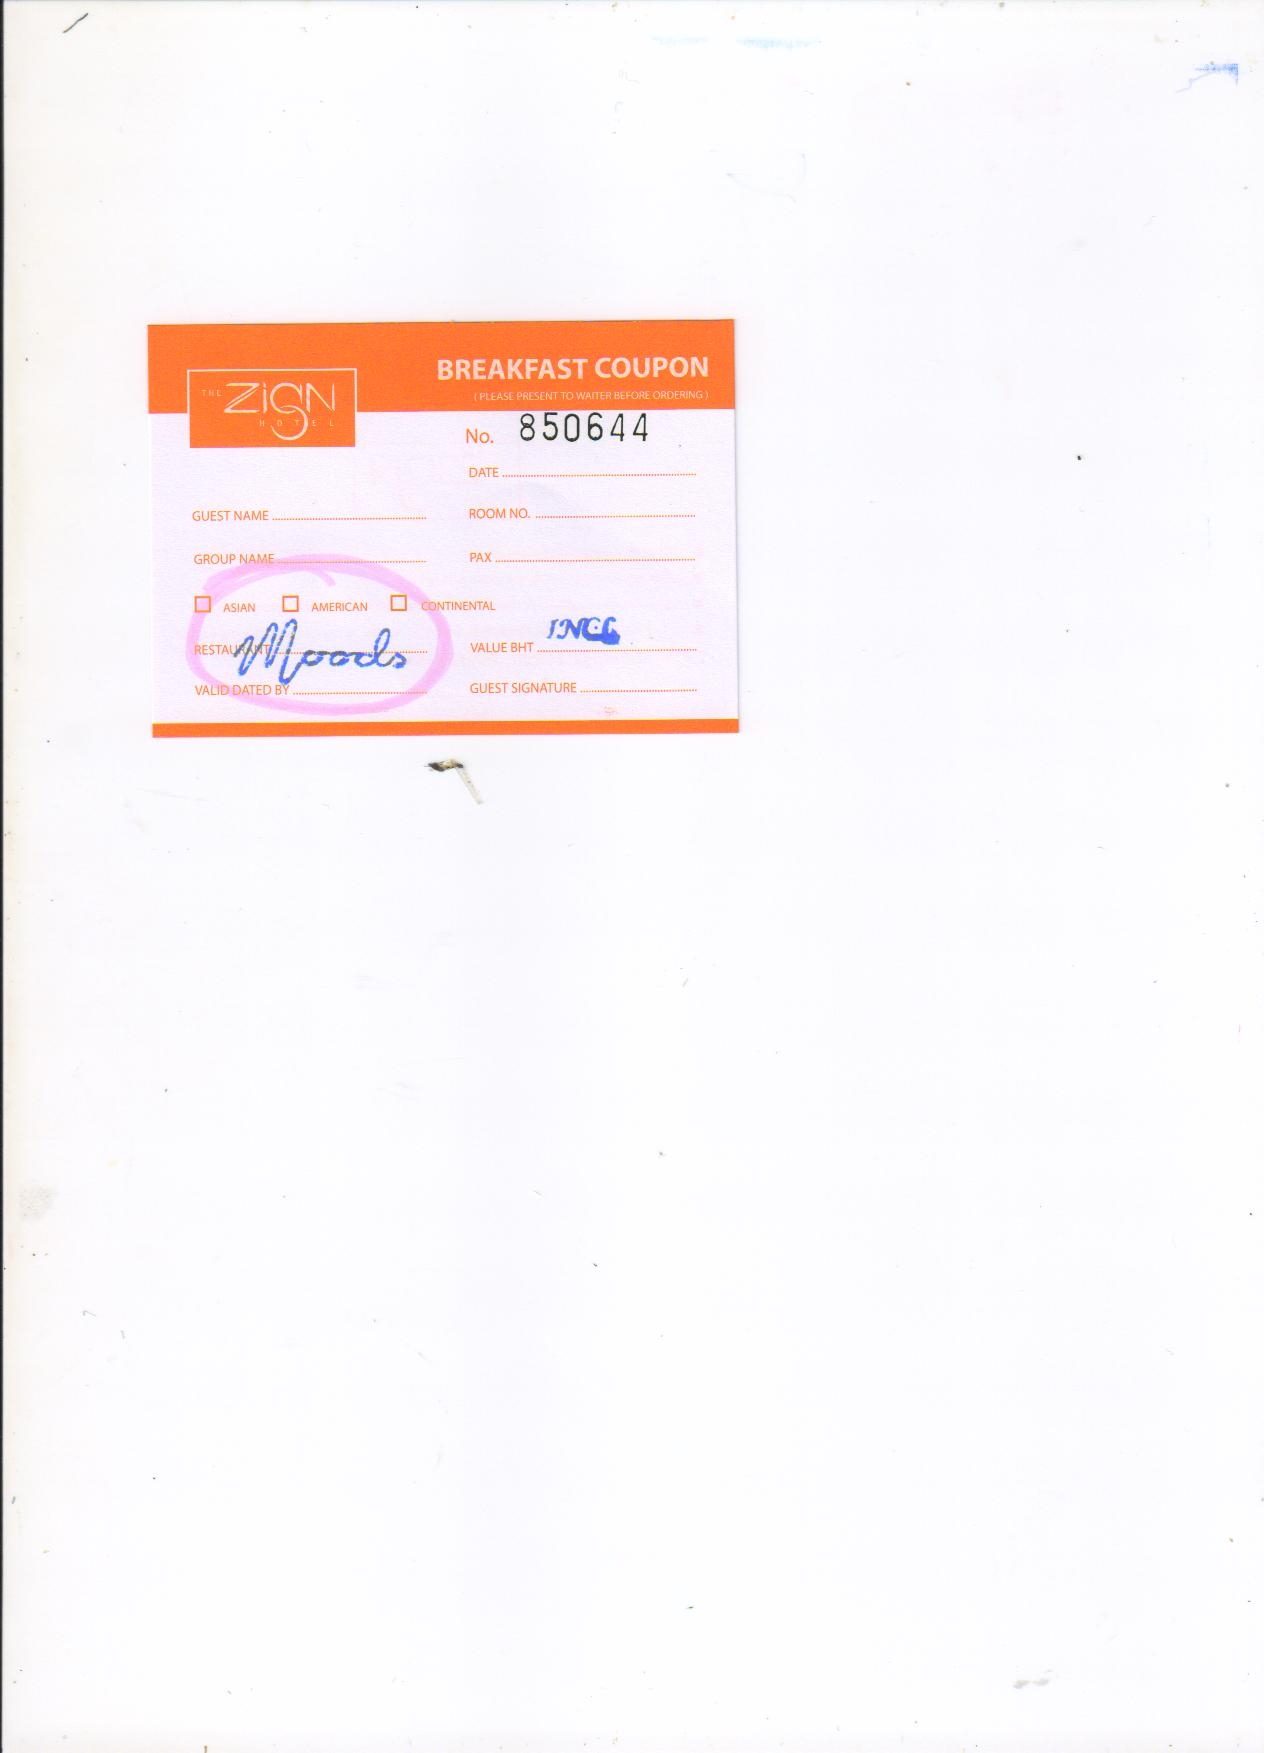 BREAKFAST COUPON
( PLEASE PRESENT TO WAITER BEFORE ORDERING )
THE ZIGN HOTEL
No. 850644
DATE
GUEST NAME ROOM NO.
GROUP NAME PAX
ASIAN AMERICAN CONTINENTAL
RESTAURANT Moods VALUE BHT INCL
VALID DATED BY GUEST SIGNATURE